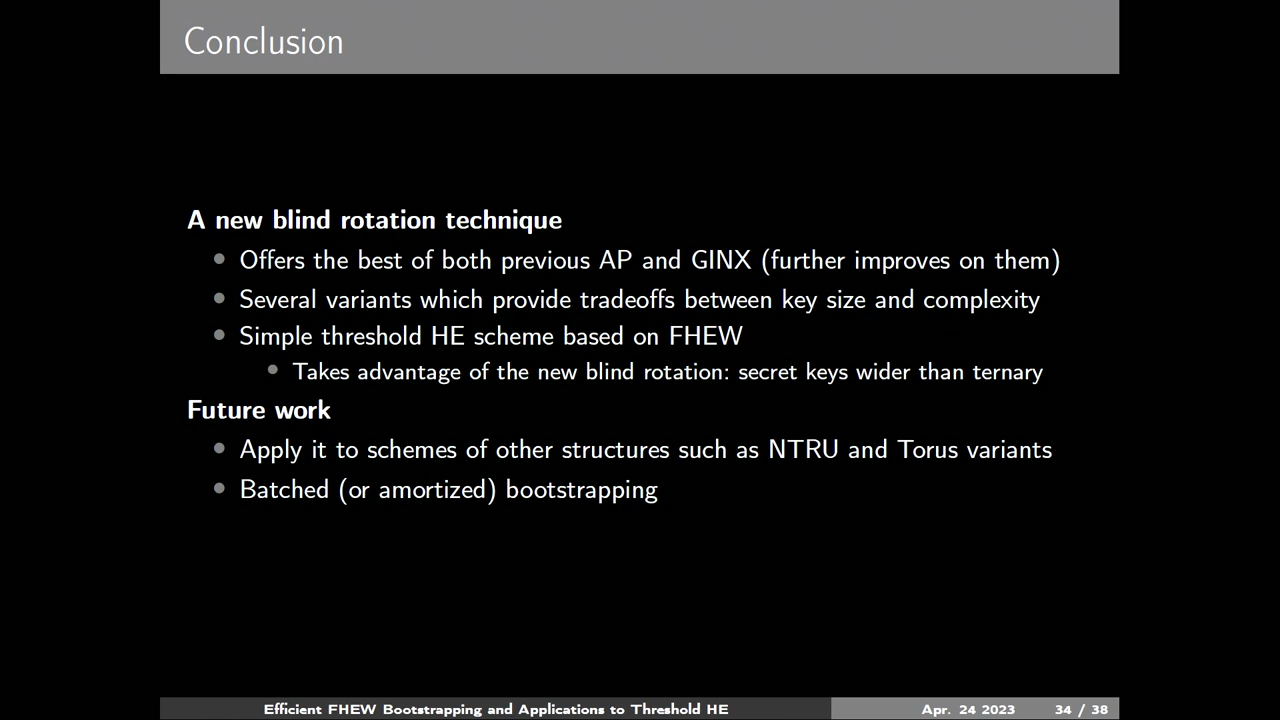 Conclusion
A new blind rotation technique
Offers the best of both previous AP and GINX (further improves on them)
Several variants which provide tradeoffs between key size and complexity
Simple threshold HE scheme based on FHEW
Takes advantage of the new blind rotation: secret keys wider than ternary
Future work
Apply it to schemes of other structures such as NTRU and Torus variants
Batched (or amortized) bootstrapping
Efficient FHEW Bootstrapping and Applications to Threshold HE Apr. 24 2023 34 / 38